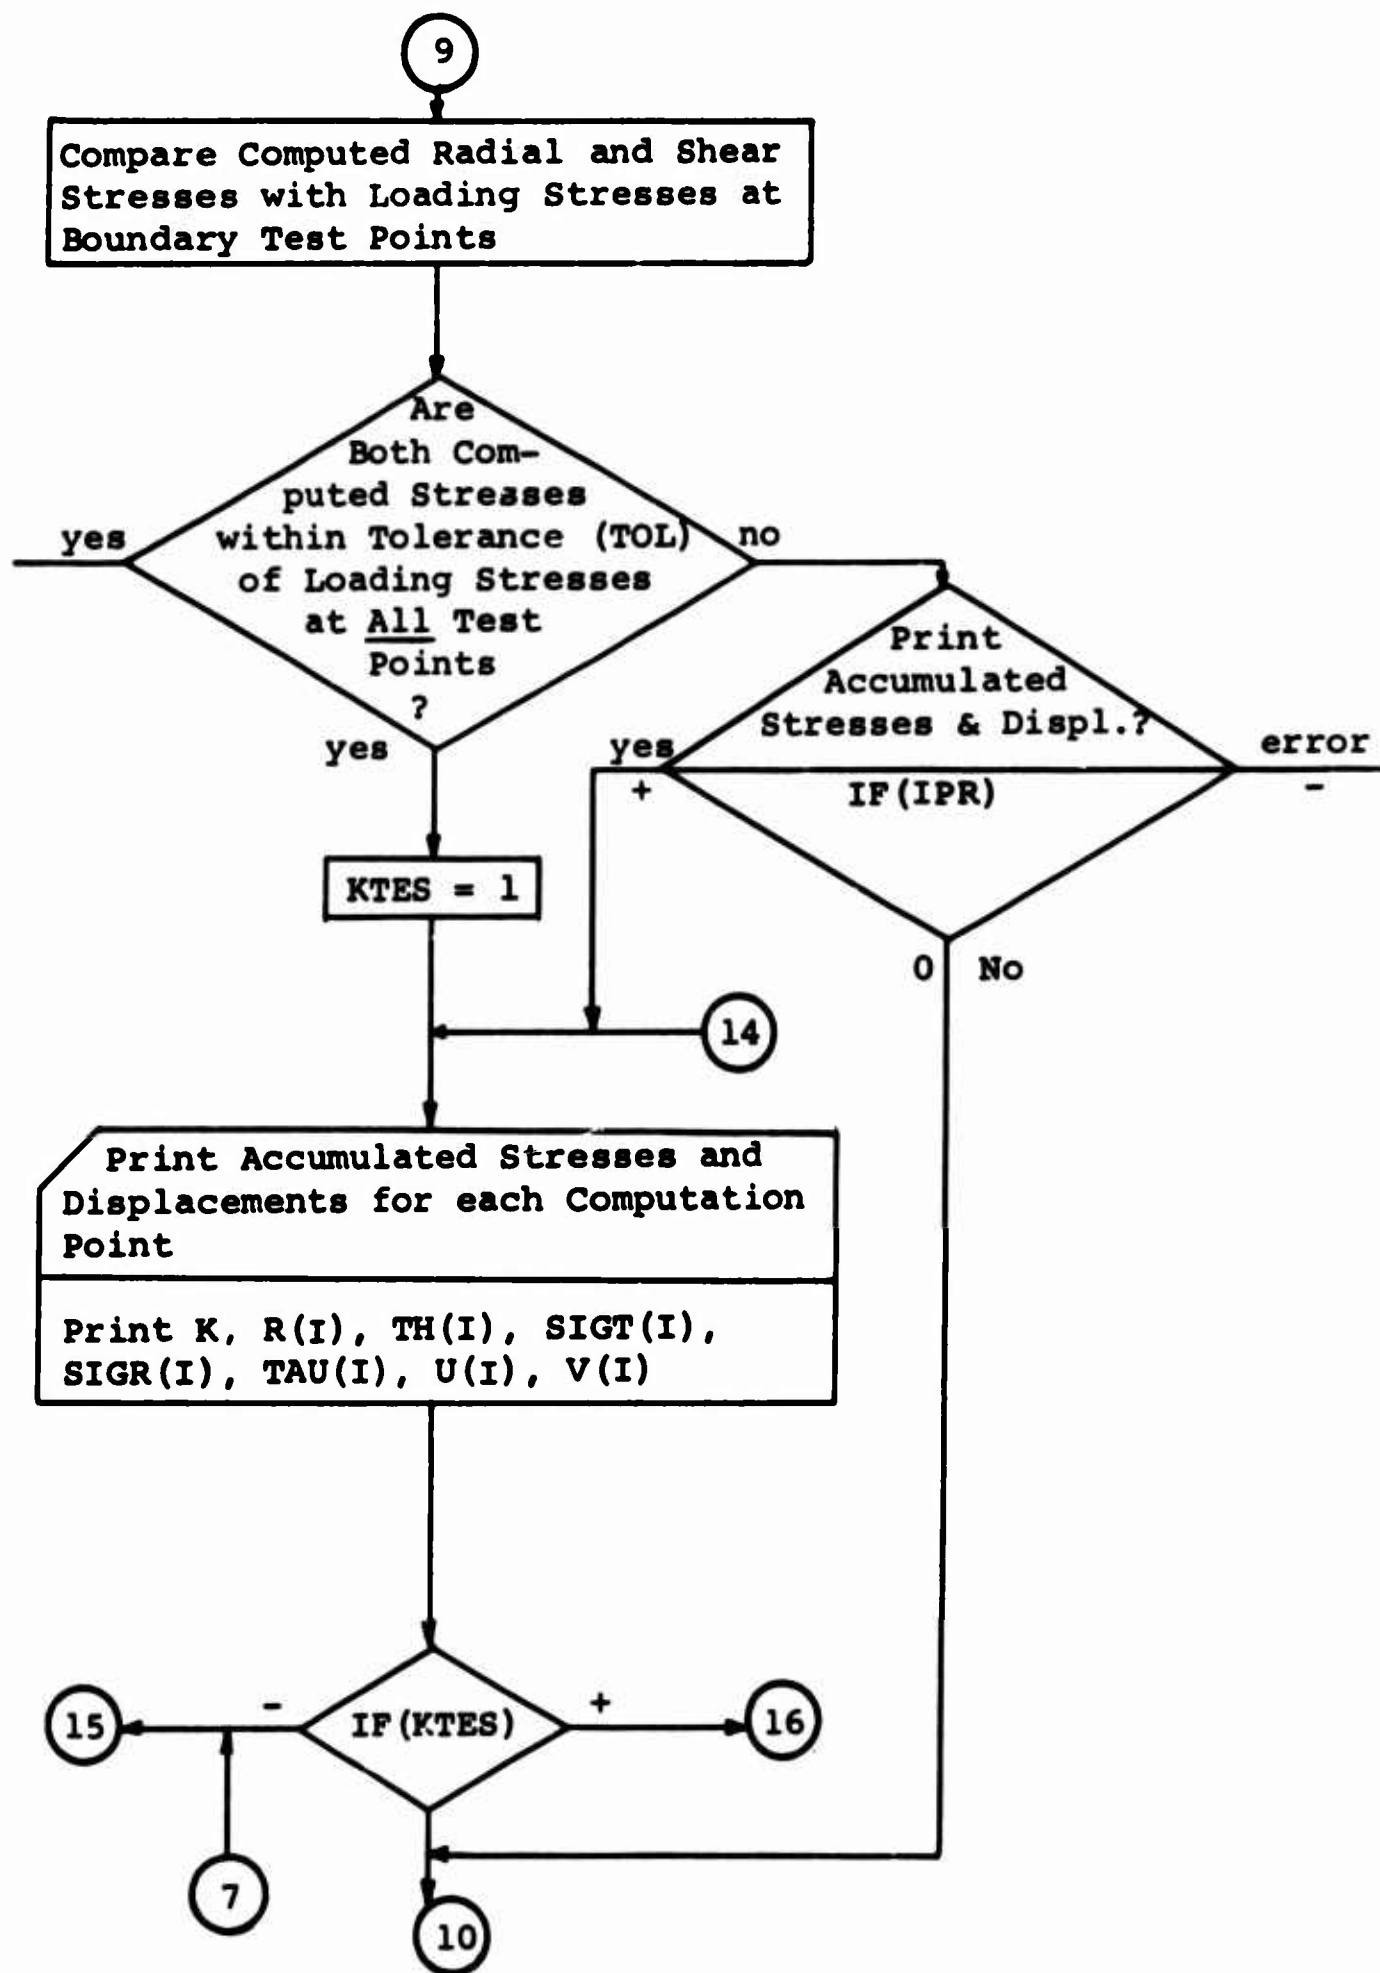 9
Compare Computed Radial and Shear
Stresses with Loading Stresses at
Boundary Test Points
Are
Both Com-
puted Stresses
within Tolerance (TOL)
of Loading Stresses
at All Test
Points
?
yes
no
yes
Print
Accumulated
Stresses & Displ.?
IF(IPR)
yes
+
error
-
0 No
KTES = 1
14
Print Accumulated Stresses and
Displacements for each Computation
Point
Print K, R(I), TH(I), SIGT(I),
SIGR(I), TAU(I), U(I), V(I)
15
-
IF(KTES)
+
16
7
10